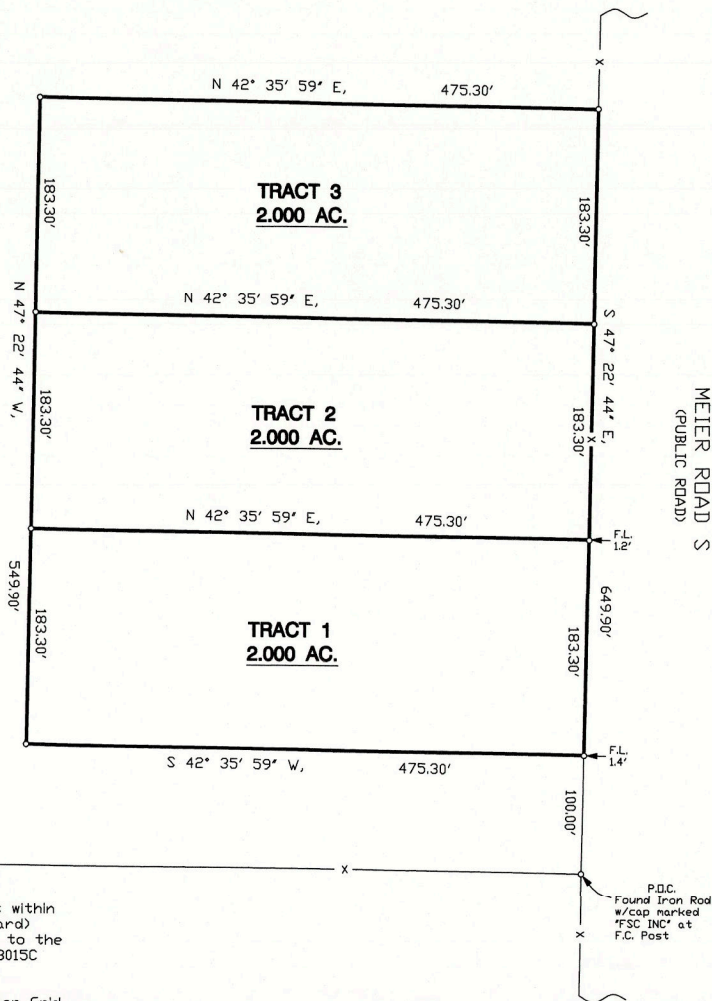 N 42° 35' 59" E, 475.30'
183.30'
TRACT 3
2.000 AC.
183.30'
N 42° 35' 59" E, 475.30'
N 47° 22' 44" W,
S 47° 22' 44" E,
183.30'
TRACT 2
2.000 AC.
183.30'
x
MEIER ROAD S
(PUBLIC ROAD)
N 42° 35' 59" E, 475.30'
F.L.
1.2'
549.90'
183.30'
TRACT 1
2.000 AC.
183.30'
649.90'
S 42° 35' 59" W, 475.30'
F.L.
1.4'
100.00'
x
x
x
P.O.C.
Found Iron Rod
w/cap marked
"FSC INC" at
F.C. Post
within
ard)
to the
3015C